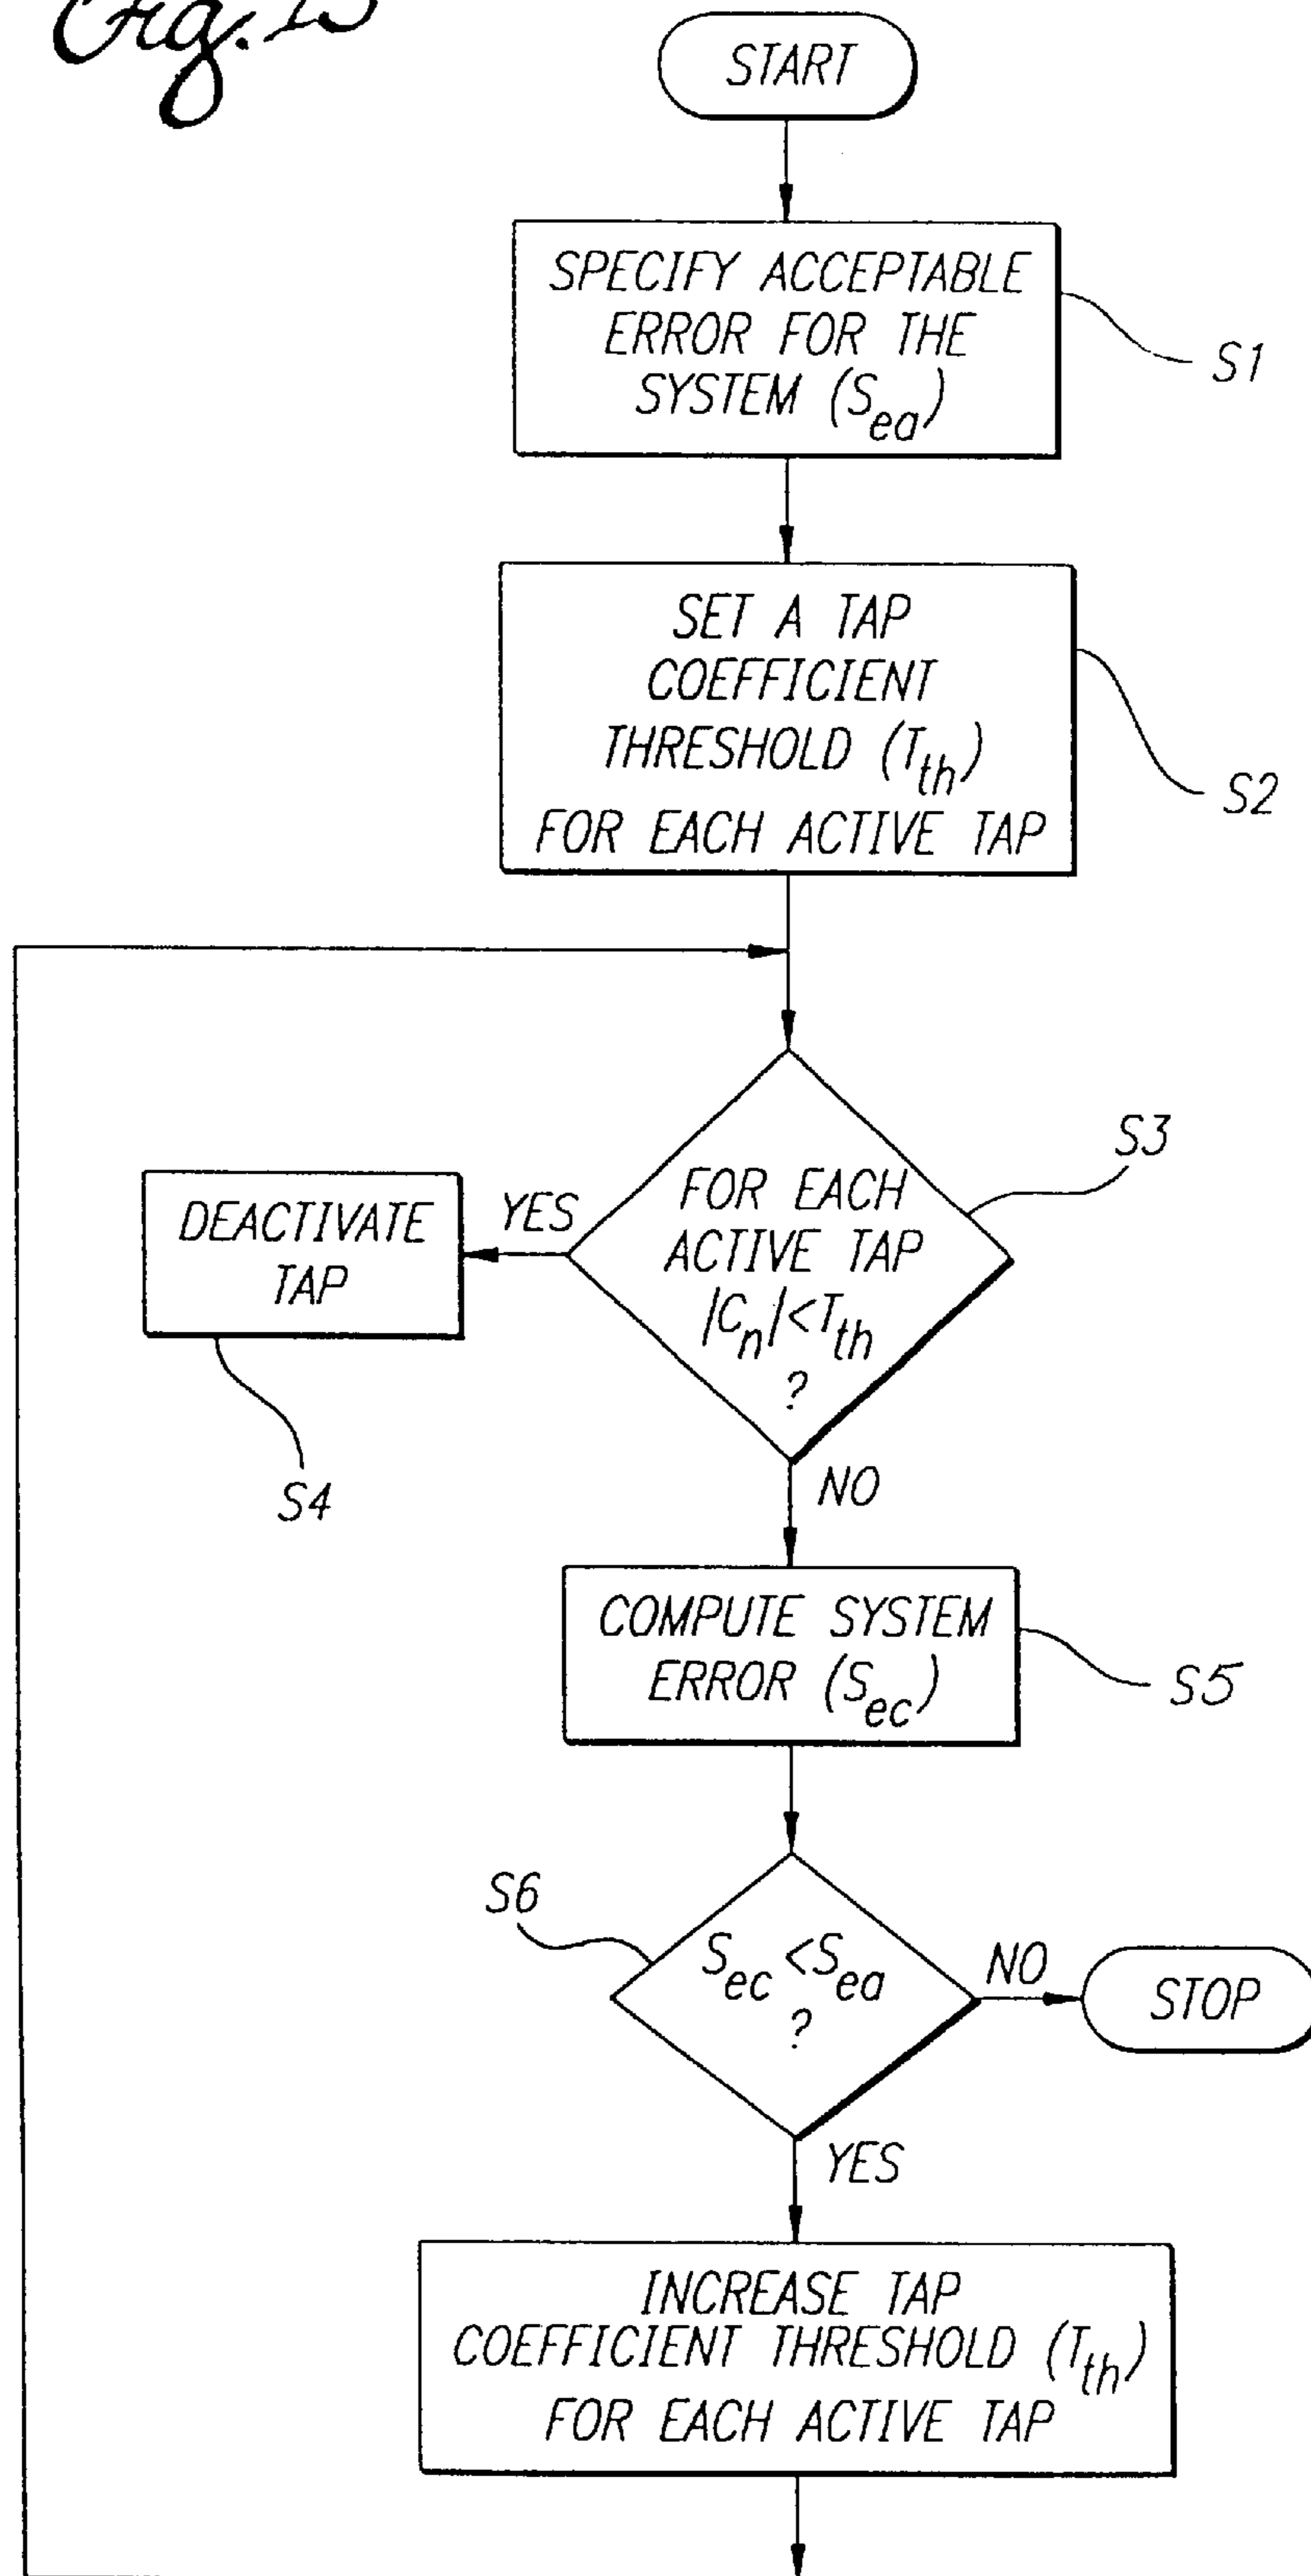 Fig. 13
START
SPECIFY ACCEPTABLE
ERROR FOR THE
SYSTEM (Sea)
S1
SET A TAP
COEFFICIENT
THRESHOLD (Tth)
FOR EACH ACTIVE TAP
S2
FOR EACH
ACTIVE TAP
|Cn|<Tth
?
S3
YES
DEACTIVATE
TAP
S4
NO
COMPUTE SYSTEM
ERROR (Sec)
S5
S6
Sec <Sea
?
NO
STOP
YES
INCREASE TAP
COEFFICIENT THRESHOLD (Tth)
FOR EACH ACTIVE TAP